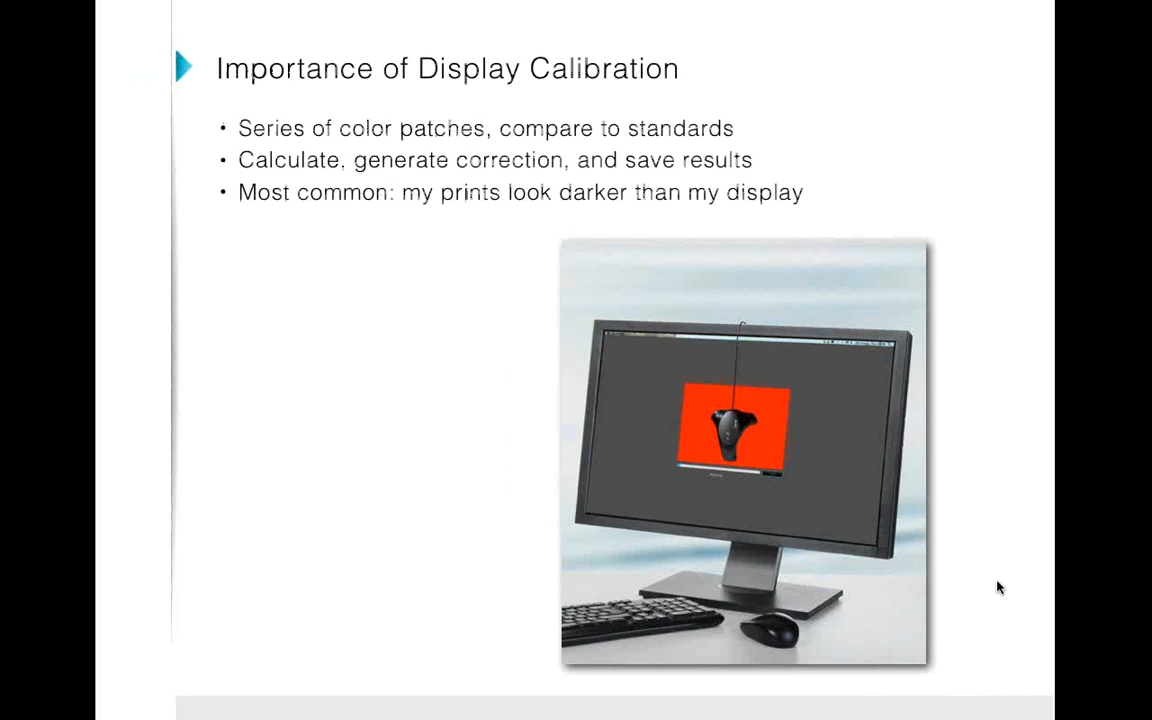 Importance of Display Calibration
• Series of color patches, compare to standards
• Calculate, generate correction, and save results
• Most common: my prints look darker than my display